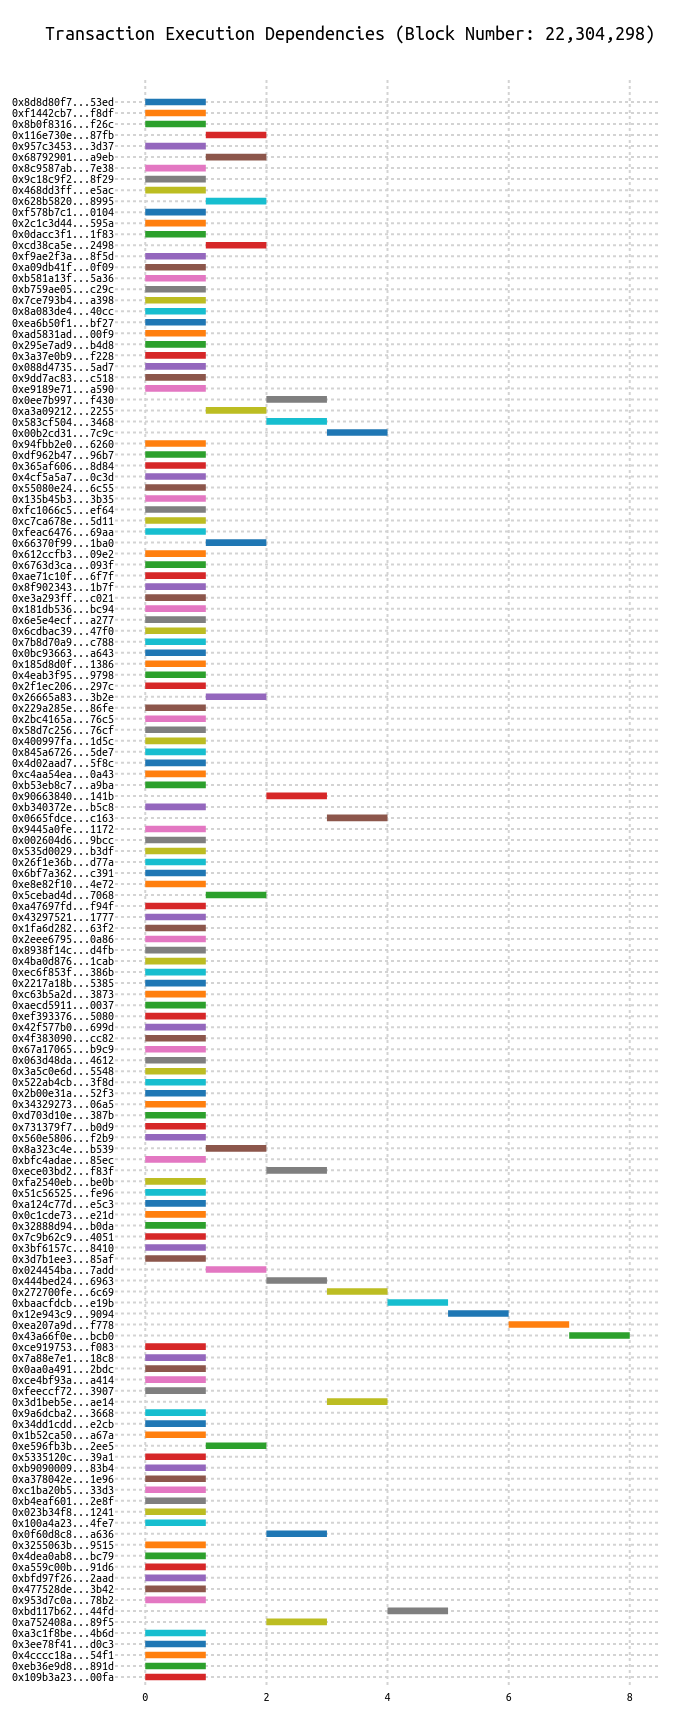 Transaction Execution Dependencies (Block Number: 22,304,298)
0x8d8d80f7...53ed
0xf1442cb7...f8df
0x8b0f8316...f26c
0x116e730e...87fb
0x957c3453...3d37
0x68792901...a9eb
0x8c9587ab...7e38
0x9c18c9f2...8f29
0x468dd3ff...e5ac
0x628b5820...8995
0xf578b7c1...0104
0x2c1c3d44...595a
0x0dacc3f1...1f83
0xcd38ca5e...2498
0xf9ae2f3a...8f5d
0xa09db41f...0f09
0xb581a13f...5a36
0xb759ae05...c29c
0x7ce793b4...a398
0x8a083de4...40cc
0xea6b50f1...bf27
0xad5831ad...00f9
0x295e7ad9...b4d8
0x3a37e0b9...f228
0x088d4735...5ad7
0x9dd7ac83...c518
0xe9189e71...a590
0x0ee7b997...f430
0xa3a09212...2255
0x583cf504...3468
0x00b2cd31...7c9c
0x94fbb2e0...6260
0xdf962b47...96b7
0x365af606...8d84
0x4cf5a5a7...0c3d
0x55080e24...6c55
0x135b45b3...3b35
0xfc1066c5...ef64
0xc7ca678e...5d11
0xfeac6476...69aa
0x66370f99...1ba0
0x612ccfb3...09e2
0x6763d3ca...093f
0xae71c10f...6f7f
0x8f902343...1b7f
0xe3a293ff...c021
0x181db536...bc94
0x6e5e4ecf...a277
0x6cdbac39...47f0
0x7b8d70a9...c788
0x0bc93663...a643
0x185d8d0f...1386
0x4eab3f95...9798
0x2f1ec206...297c
0x26665a83...3b2e
0x229a285e...86fe
0x2bc4165a...76c5
0x58d7c256...76cf
0x400997fa...1d5c
0x845a6726...5de7
0x4d02aad7...5f8c
0xc4aa54ea...0a43
0xb53eb8c7...a9ba
0x90663840...141b
0xb340372e...b5c8
0x0665fdce...c163
0x9445a0fe...1172
0x002604d6...9bcc
0x535d0029...b3df
0x26f1e36b...d77a
0x6bf7a362...c391
0xe8e82f10...4e72
0x5cebad4d...7068
0xa47697fd...f94f
0x43297521...1777
0x1fa6d282...63f2
0x2eee6795...0a86
0x8938f14c...d4fb
0x4ba0d876...1cab
0xec6f853f...386b
0x2217a18b...5385
0xc63b5a2d...3873
0xaecd5911...0037
0xef393376...5080
0x42f577b0...699d
0x4f383090...cc82
0x67a17065...b9c9
0x063d48da...4612
0x3a5c0e6d...5548
0x522ab4cb...3f8d
0x2b00e31a...52f3
0x34329273...06a5
0xd703d10e...387b
0x731379f7...b0d9
0x560e5806...f2b9
0x8a323c4e...b539
0xbfc4adae...85ec
0xece03bd2...f83f
0xfa2540eb...be0b
0x51c56525...fe96
0xa124c77d...e5c3
0x0c1cde73...e21d
0x32888d94...b0da
0x7c9b62c9...4051
0x3bf6157c...8410
0x3d7b1ee3...85af
0x024454ba...7add
0x444bed24...6963
0x272700fe...6c69
0xbaacfdcb...e19b
0x12e943c9...9094
0xea207a9d...f778
0x43a66f0e...bcb0
0xce919753...f083
0x7a88e7e1...18c8
0x0aa0a491...2bdc
0xce4bf93a...a414
0xfeeccf72...3907
0x3d1beb5e...ae14
0x9a6dcba2...3668
0x34dd1cdd...e2cb
0x1b52ca50...a67a
0xe596fb3b...2ee5
0x5335120c...39a1
0xb9090009...83b4
0xa378042e...1e96
0xc1ba20b5...33d3
0xb4eaf601...2e8f
0x023b34f8...1241
0x100a4a23...4fe7
0x0f60d8c8...a636
0x3255063b...9515
0x4dea0ab8...bc79
0xa559c00b...91d6
0xbfd97f26...2aad
0x477528de...3b42
0x953d7c0a...78b2
0xbd117b62...44fd
0xa752408a...89f5
0xa3c1f8be...4b6d
0x3ee78f41...d0c3
0x4cccc18a...54f1
0xeb36e9d8...891d
0x109b3a23...00fa
0 2 4 6 8